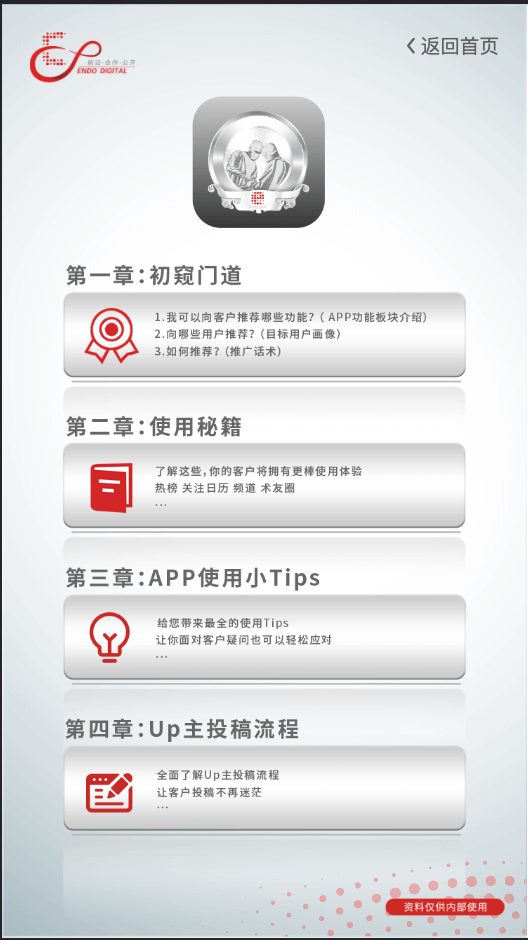 返回首页
ENDO DIGITAL
第一章:初窥门道
1.我可以向客户推荐哪些功能?( APP功能板块介绍)
2.向哪些用户推荐?(目标用户画像)
3.如何推荐?(推广话术)
第二章:使用秘籍
了解这些,你的客户将拥有更棒使用体验
热榜 关注日历 频道 术友圈
...
第三章:APP使用小Tips
给您带来最全的使用Tips
让你面对客户疑问也可以轻松应对
...
第四章:Up主投稿流程
全面了解Up主投稿流程
让客户投稿不再迷茫
...
资料仅供内部使用